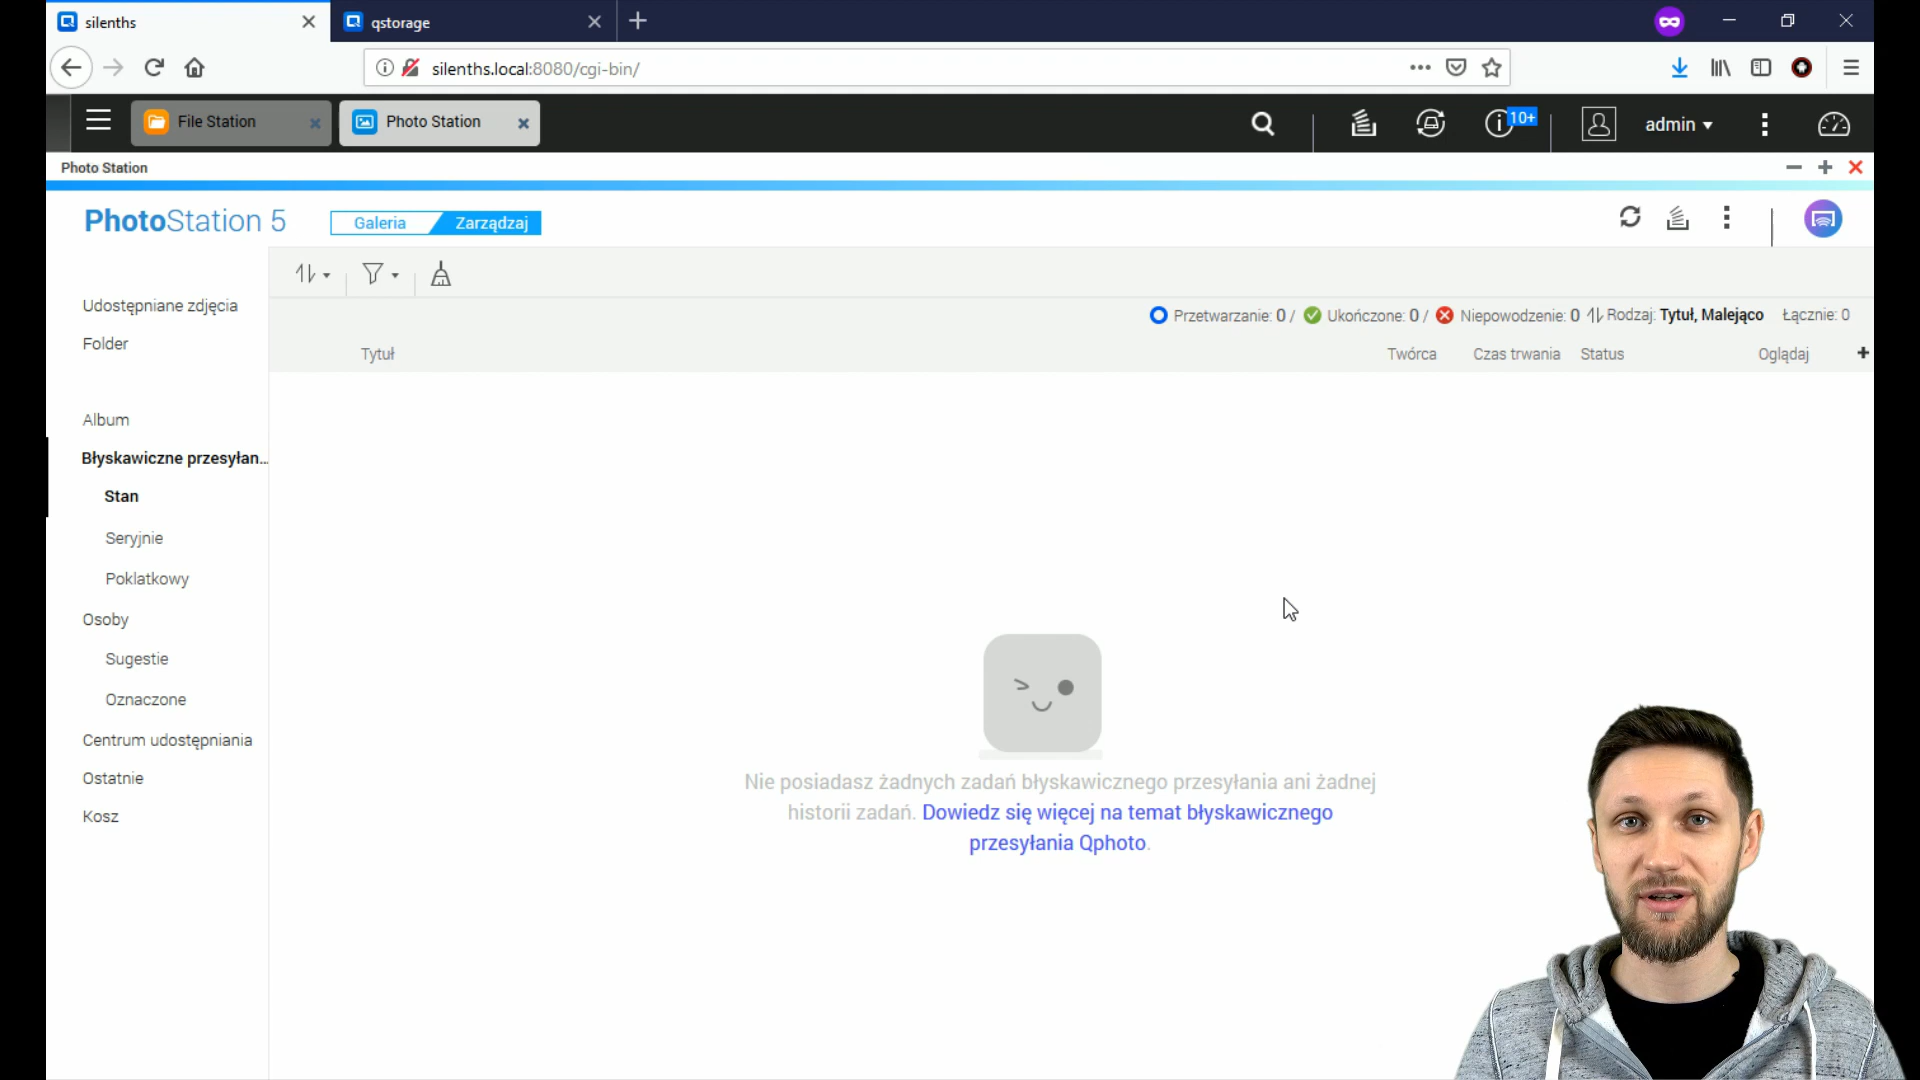 silenths
qstorage
silenths.local:8080/cgi-bin/
File Station
Photo Station
10+
admin
Photo Station
PhotoStation 5
Galeria
Zarządzaj
Udostępniane zdjęcia
Folder
Album
Błyskawiczne przesyłan...
Stan
Seryjnie
Poklatkowy
Osoby
Sugestie
Oznaczone
Centrum udostępniania
Ostatnie
Kosz
Przetwarzanie: 0 / Ukończone: 0 / Niepowodzenie: 0 Rodzaj: Tytuł, Malejąco Łącznie: 0
Tytuł Twórca Czas trwania Status Oglądaj
Nie posiadasz żadnych zadań błyskawicznego przesyłania ani żadnej
historii zadań. Dowiedz się więcej na temat błyskawicznego
przesyłania Qphoto.